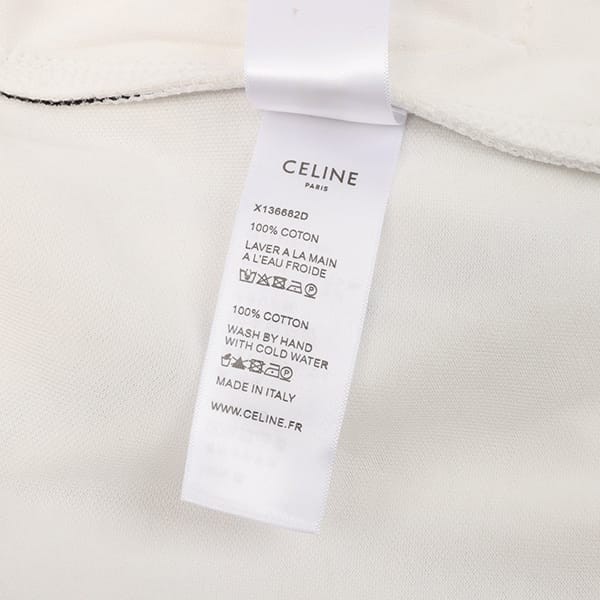 CELINE
PARIS
X136682D
100% COTON
LAVER A LA MAIN
A L'EAU FROIDE
100% COTTON
WASH BY HAND
WITH COLD WATER
MADE IN ITALY
WWW.CELINE.FR